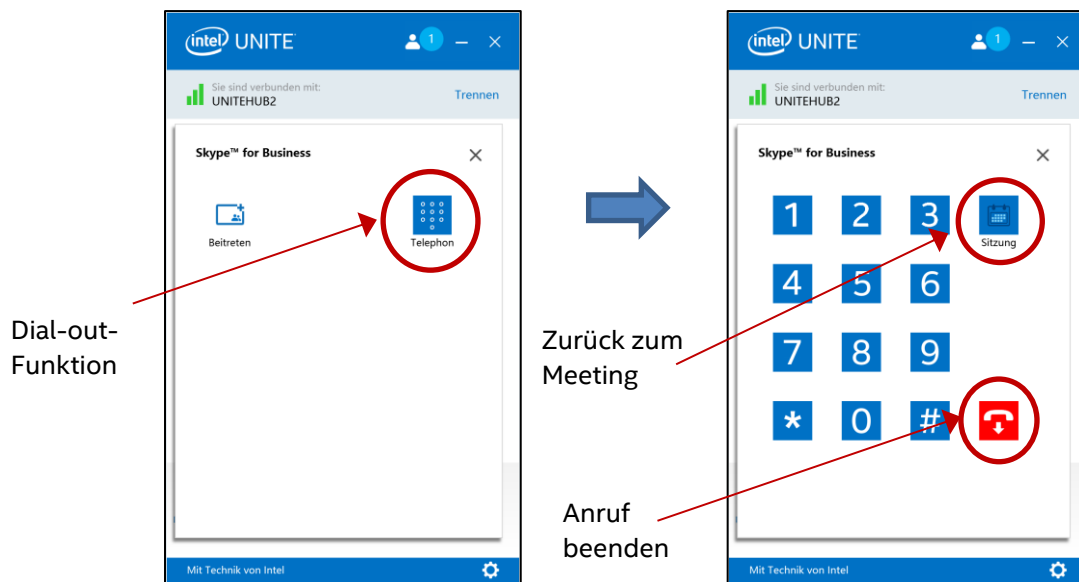 intel UNITE 1
Sie sind verbunden mit:
UNITEHUB2 Trennen
Skype™ for Business
Beitreten Telephon
Mit Technik von Intel
Dial-out-
Funktion
intel UNITE 1
Sie sind verbunden mit:
UNITEHUB2 Trennen
Skype™ for Business
1 2 3 Sitzung
4 5 6
7 8 9
* 0 #
Mit Technik von Intel
Zurück zum
Meeting
Anruf
beenden